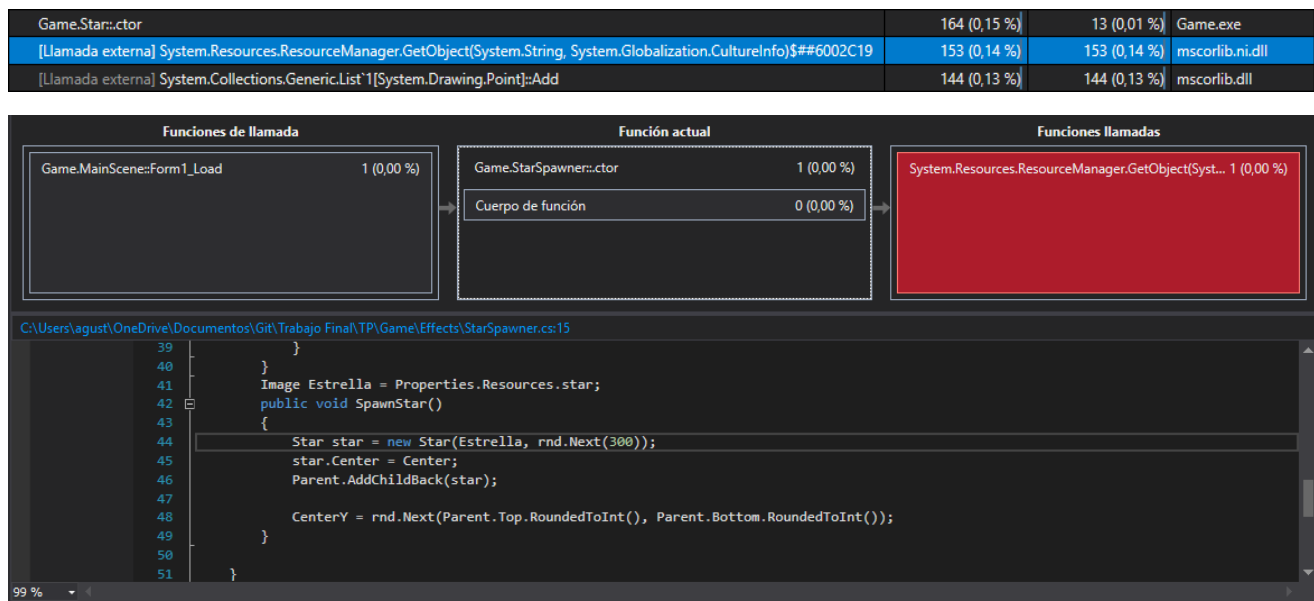 Game.Star::.ctor 164 (0,15 %) 13 (0,01 %) Game.exe
[Llamada externa] System.Resources.ResourceManager.GetObject(System.String, System.Globalization.CultureInfo)$##6002C19 153 (0,14 %) 153 (0,14 %) mscorlib.ni.dll
[Llamada externa] System.Collections.Generic.List`1[System.Drawing.Point]::Add 144 (0,13 %) 144 (0,13 %) mscorlib.dll
Funciones de llamada Función actual Funciones llamadas
Game.MainScene::Form1_Load 1 (0,00 %) Game.StarSpawner::.ctor 1 (0,00 %) System.Resources.ResourceManager.GetObject(Syst... 1 (0,00 %)
Cuerpo de función 0 (0,00 %)
C:\Users\agust\OneDrive\Documentos\Git\Trabajo Final\TP\Game\Effects\StarSpawner.cs:15
39 }
40 }
41 Image Estrella = Properties.Resources.star;
42 public void SpawnStar()
43 {
44 Star star = new Star(Estrella, rnd.Next(300));
45 star.Center = Center;
46 Parent.AddChildBack(star);
47
48 CenterY = rnd.Next(Parent.Top.RoundedToInt(), Parent.Bottom.RoundedToInt());
49 }
50
51 }
99 %